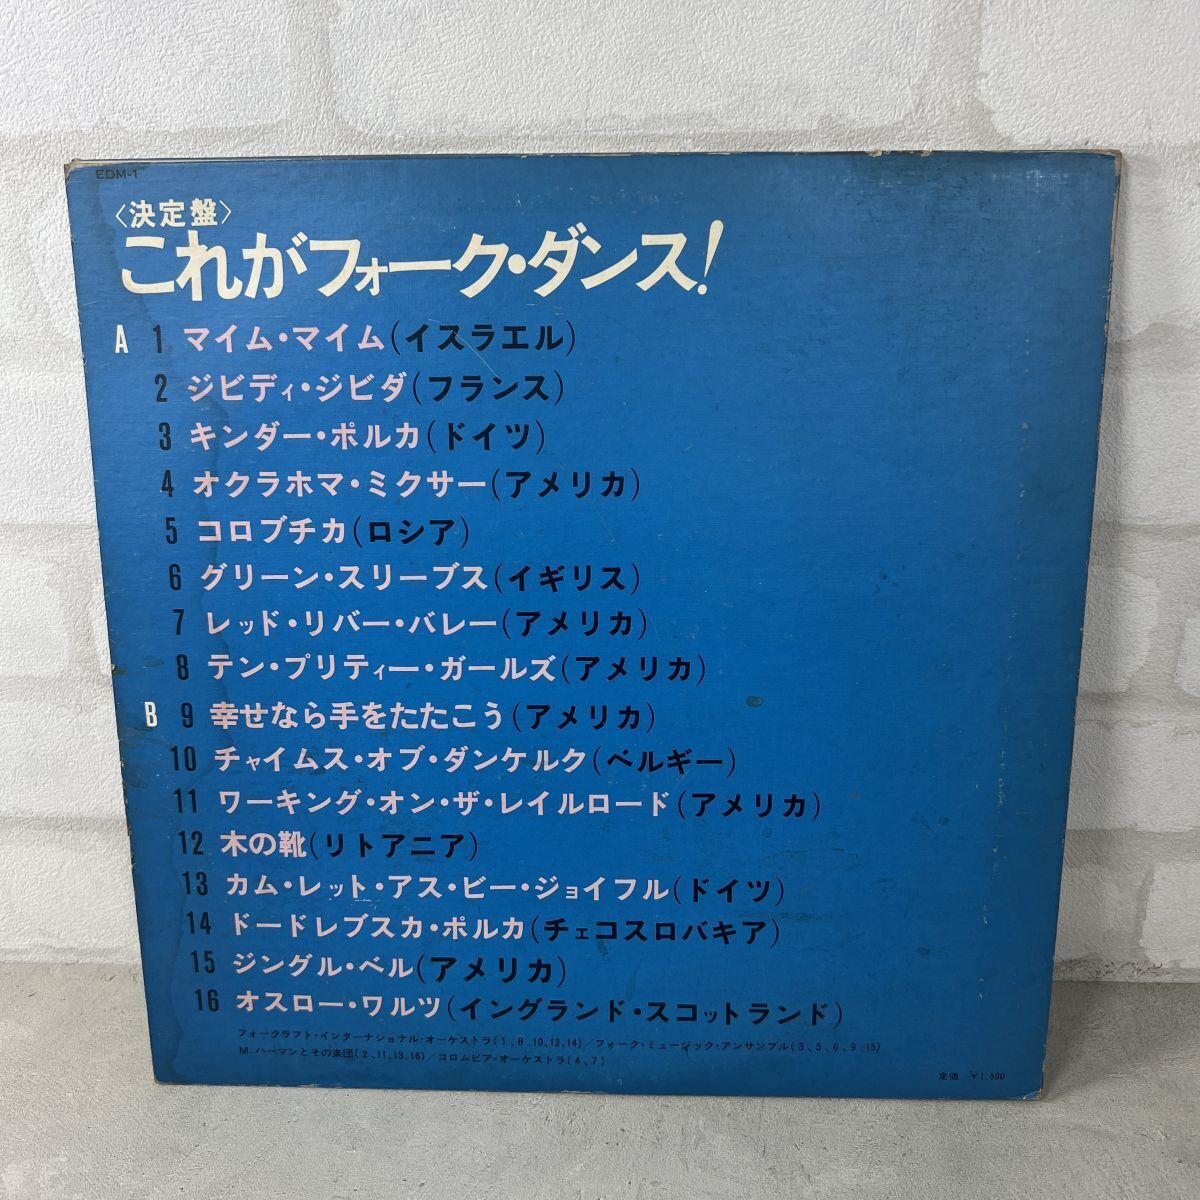 EDM-1
〈決定盤〉
これがフォーク・ダンス!
A 1 マイム・マイム(イスラエル)
2 ジビディ・ジビダ(フランス)
3 キンダー・ポルカ(ドイツ)
4 オクラホマ・ミクサー(アメリカ)
5 コロブチカ(ロシア)
6 グリーン・スリーブス(イギリス)
7 レッド・リバー・バレー(アメリカ)
8 テン・プリティー・ガールズ(アメリカ)
B 9 幸せなら手をたたこう(アメリカ)
10 チャイムス・オブ・ダンケルク(ベルギー)
11 ワーキング・オン・ザ・レイルロード(アメリカ)
12 木の靴(リトアニア)
13 カム・レット・アス・ビー・ジョイフル(ドイツ)
14 ドードレブスカ・ポルカ(チェコスロバキア)
15 ジングル・ベル(アメリカ)
16 オスロー・ワルツ(イングランド・スコットランド)
フォークラフト・インターナショナル・オーケストラ(1、8、10、12、14)／フォーク・ミュージック・アンサンブル(3、5、6、9、15)
M.ハーマンとその楽団(2、11、13、16)／コロムビア・オーケストラ(4、7)
定価 ¥1,500